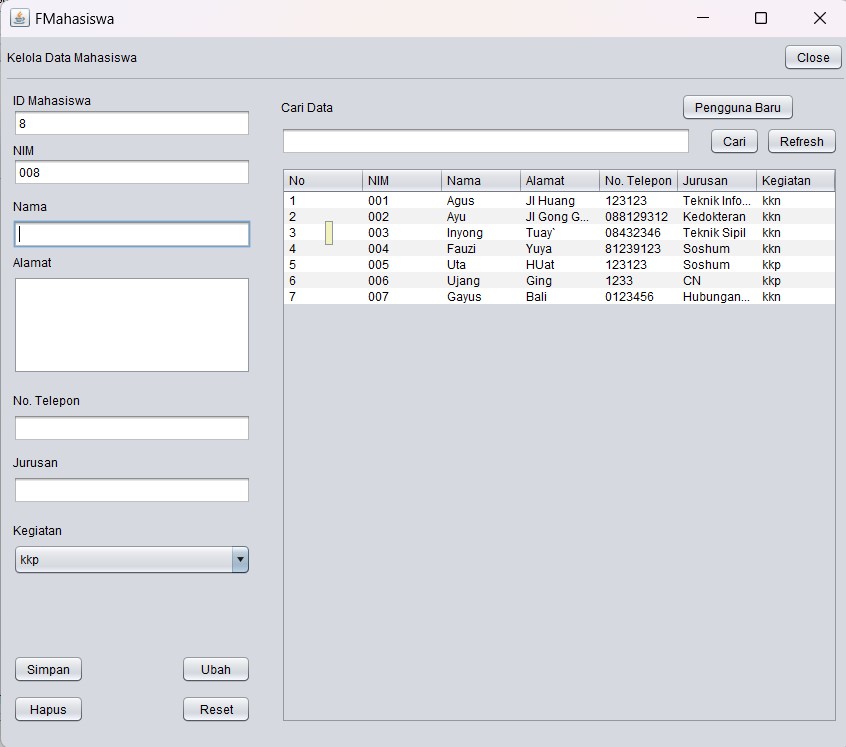 FMahasiswa
Kelola Data Mahasiswa
Close
ID Mahasiswa
8
NIM
008
Nama
Alamat
No. Telepon
Jurusan
Kegiatan
kkp
Simpan
Ubah
Hapus
Reset
Cari Data
Pengguna Baru
Cari
Refresh
No NIM Nama Alamat No. Telepon Jurusan Kegiatan
1 001 Agus Jl Huang 123123 Teknik Info... kkn
2 002 Ayu Jl Gong G... 088129312 Kedokteran kkn
3 003 Inyong Tuay` 08432346 Teknik Sipil kkn
4 004 Fauzi Yuya 81239123 Soshum kkn
5 005 Uta HUat 123123 Soshum kkp
6 006 Ujang Ging 1233 CN kkp
7 007 Gayus Bali 0123456 Hubungan... kkn